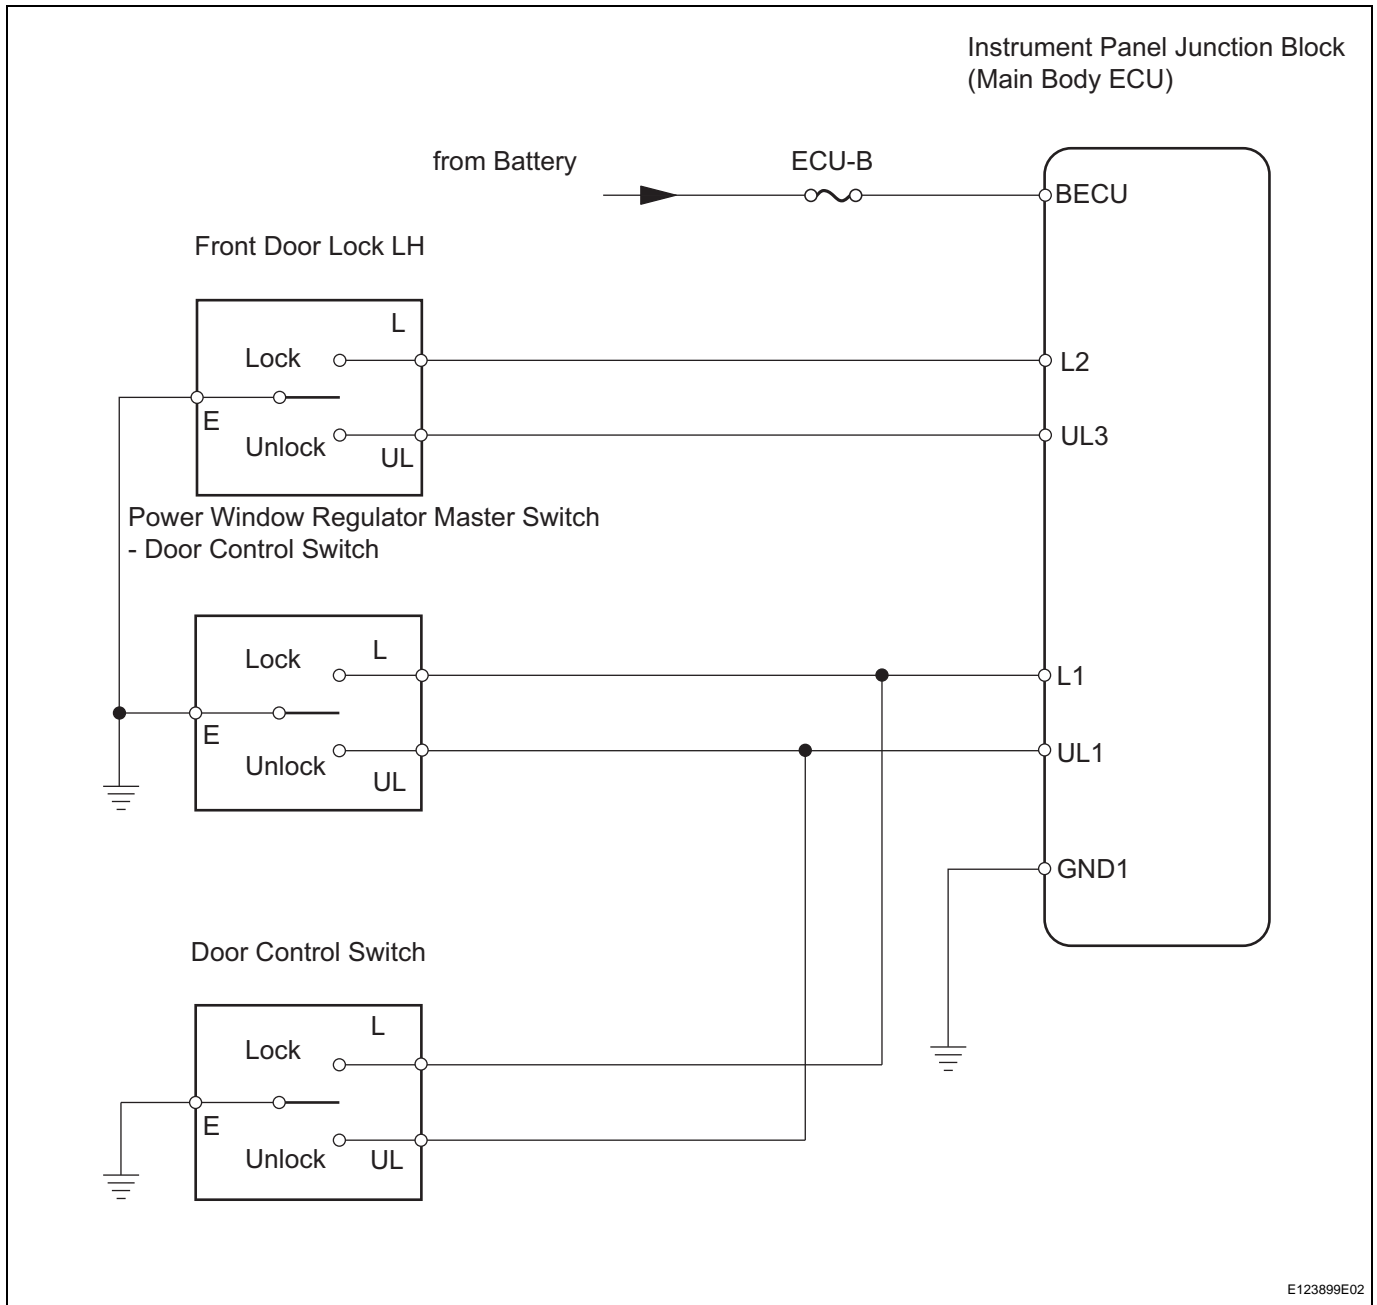 Instrument Panel Junction Block
(Main Body ECU)
from Battery
ECU-B
BECU
Front Door Lock LH
L
Lock
L2
E
Unlock
UL
UL3
Power Window Regulator Master Switch
- Door Control Switch
L
Lock
L1
E
Unlock
UL
UL1
GND1
Door Control Switch
L
Lock
E
Unlock
UL
E123899E02